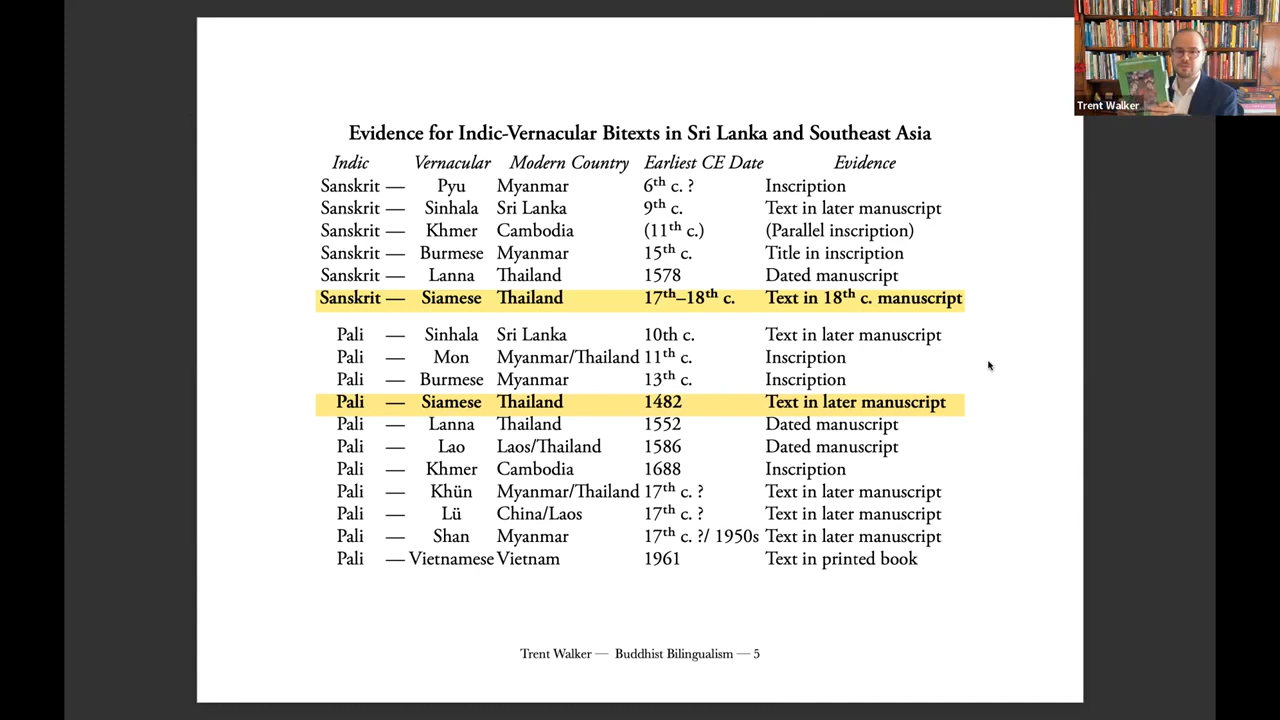 Trent Walker
Evidence for Indic-Vernacular Bitexts in Sri Lanka and Southeast Asia
Indic Vernacular Modern Country Earliest CE Date Evidence
Sanskrit — Pyu Myanmar 6th c. ? Inscription
Sanskrit — Sinhala Sri Lanka 9th c. Text in later manuscript
Sanskrit — Khmer Cambodia (11th c.) (Parallel inscription)
Sanskrit — Burmese Myanmar 15th c. Title in inscription
Sanskrit — Lanna Thailand 1578 Dated manuscript
Sanskrit — Siamese Thailand 17th–18th c. Text in 18th c. manuscript
Pali — Sinhala Sri Lanka 10th c. Text in later manuscript
Pali — Mon Myanmar/Thailand 11th c. Inscription
Pali — Burmese Myanmar 13th c. Inscription
Pali — Siamese Thailand 1482 Text in later manuscript
Pali — Lanna Thailand 1552 Dated manuscript
Pali — Lao Laos/Thailand 1586 Dated manuscript
Pali — Khmer Cambodia 1688 Inscription
Pali — Khün Myanmar/Thailand 17th c. ? Text in later manuscript
Pali — Lü China/Laos 17th c. ? Text in later manuscript
Pali — Shan Myanmar 17th c. ?/ 1950s Text in later manuscript
Pali — Vietnamese Vietnam 1961 Text in printed book
Trent Walker — Buddhist Bilingualism — 5